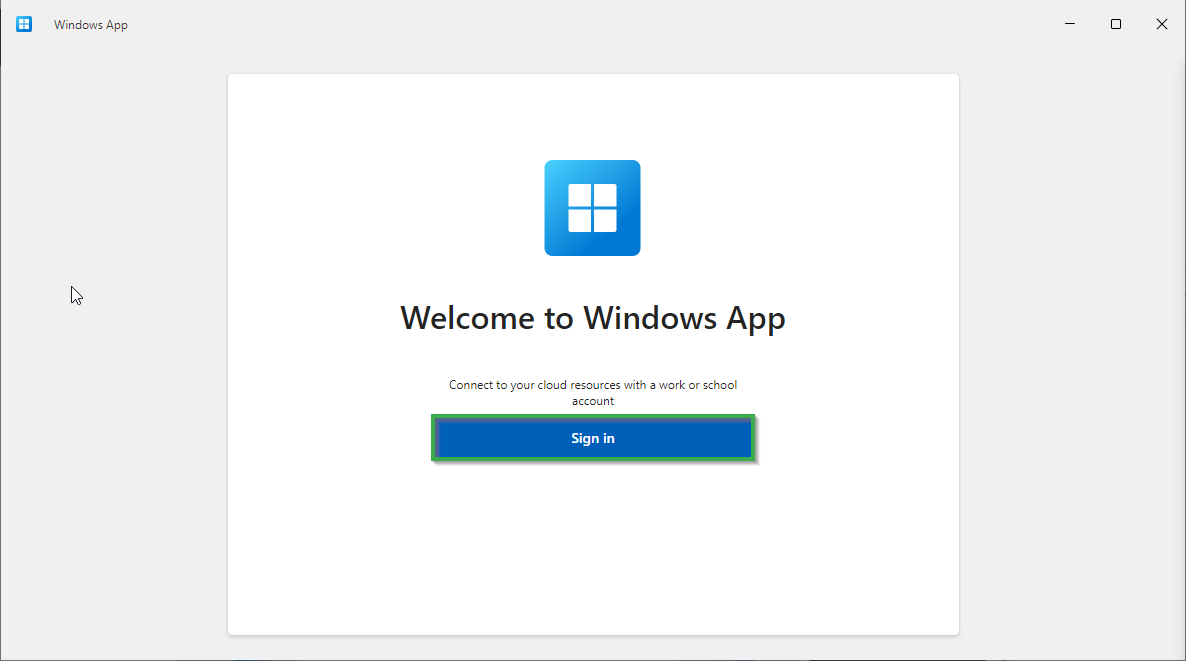 Windows App
Welcome to Windows App
Connect to your cloud resources with a work or school
account
Sign in